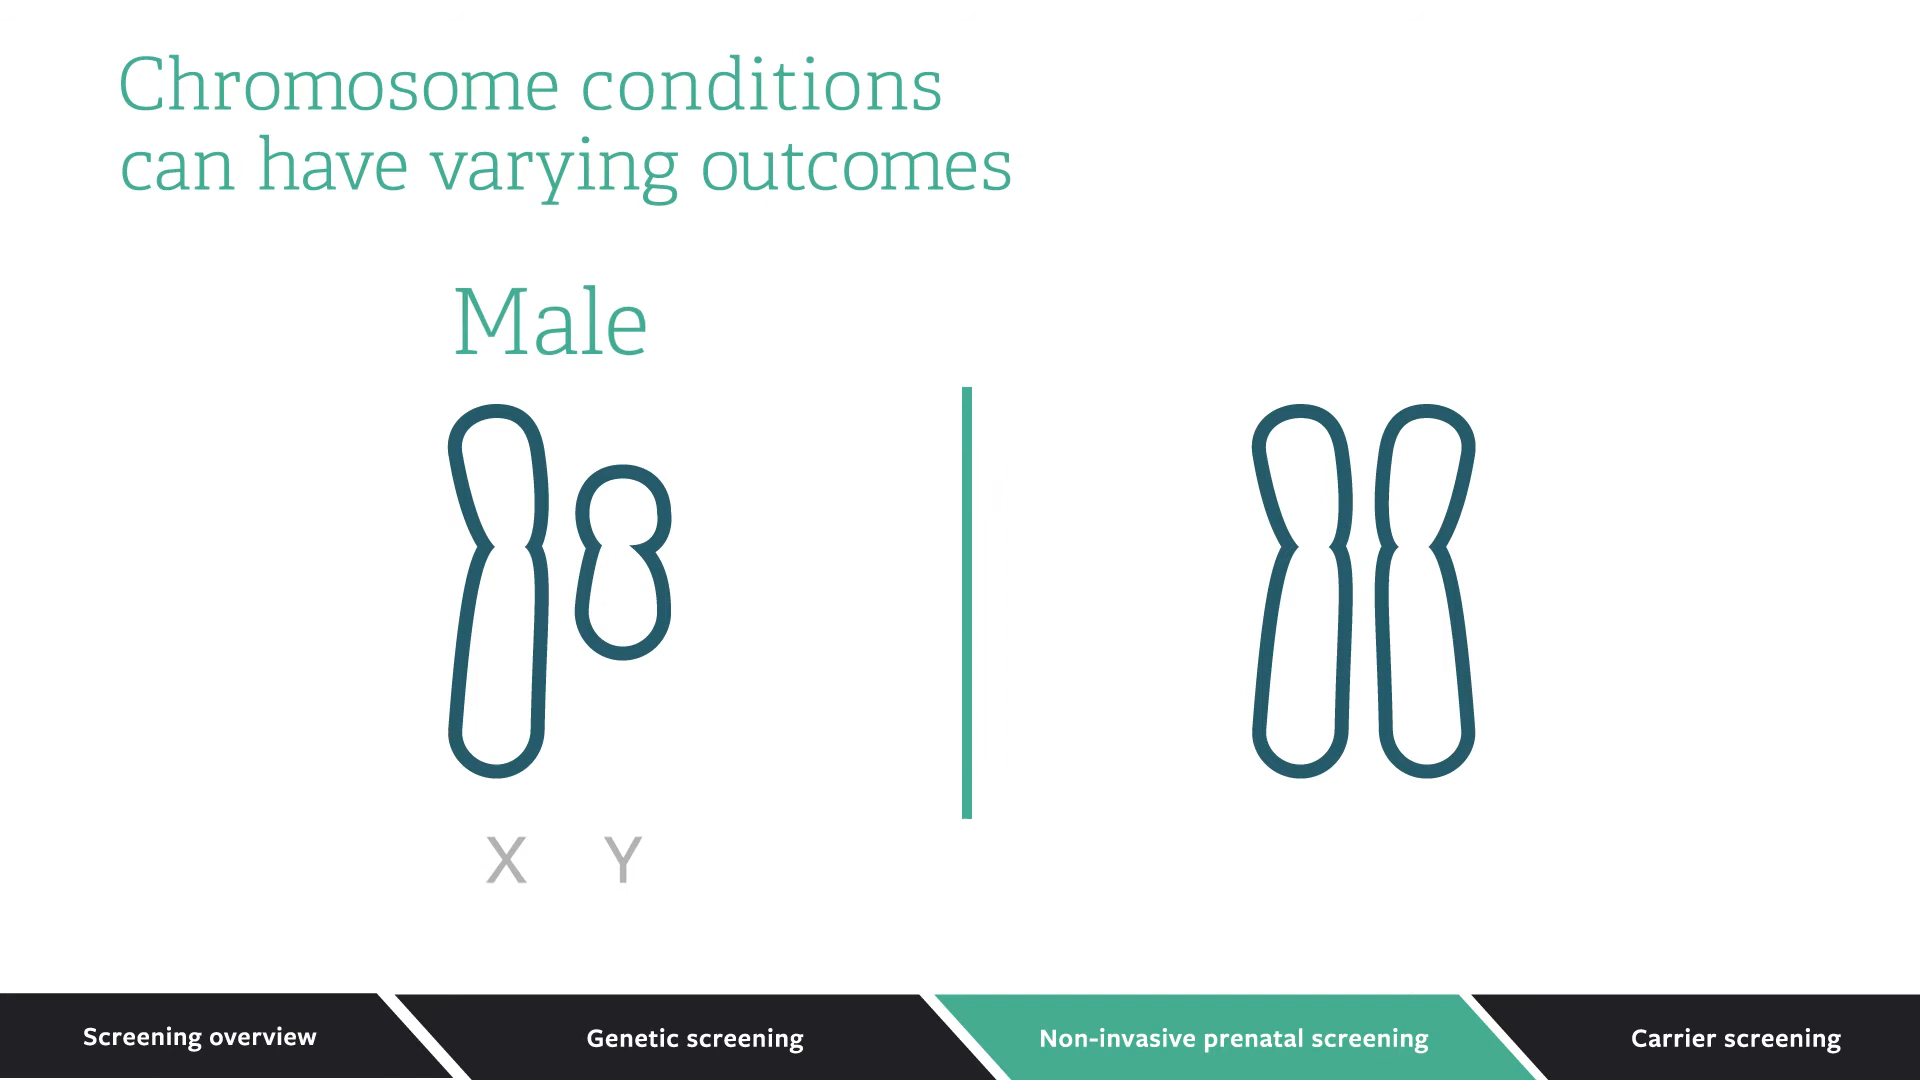 Chromosome conditions
can have varying outcomes
Male
X Y
Screening overview
Genetic screening
Non-invasive prenatal screening
Carrier screening